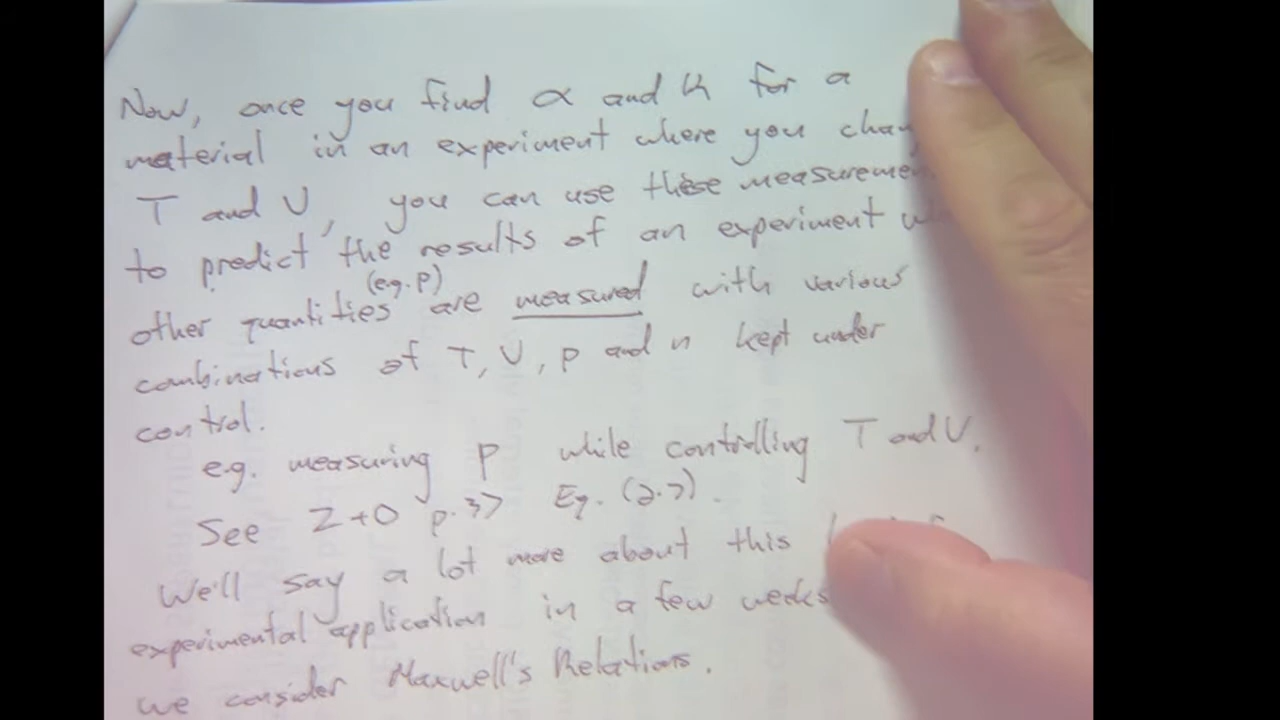 Now, once you find α and κ for a
material in an experiment where you
T and V, you can use these
to predict the results of an experiment
(e.g. P)
other quantities are measured with various
combinations of T, V, P and n kept under
control.
e.g. measuring P while controlling T and V.
See Z+O p. 37 Eq. (2.7).
We'll say a lot more about this
experimental application in a few weeks
we consider Maxwell's Relations.